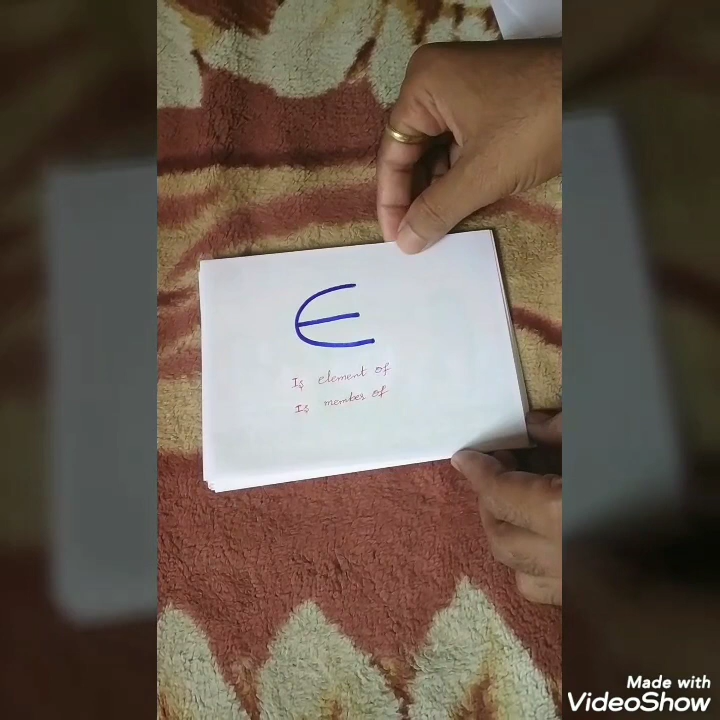 ∈
Is element of
Is member of
Made with
VideoShow